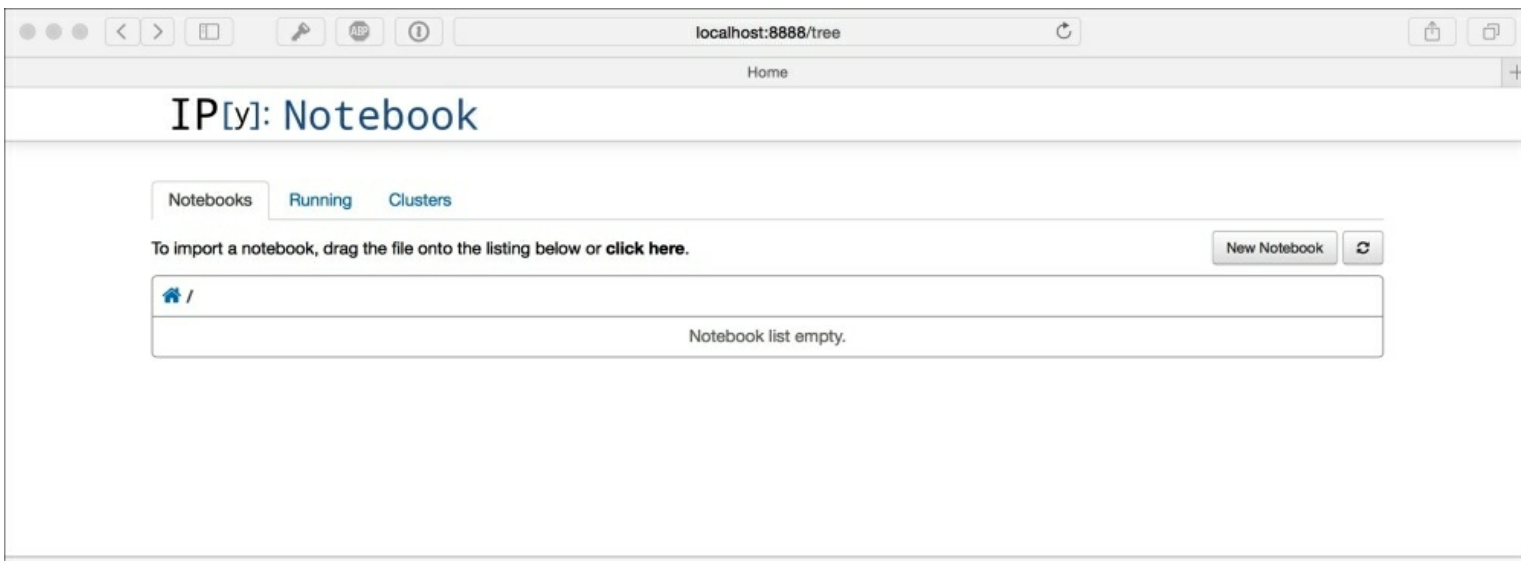 ABP
localhost:8888/tree
Home
IP[y]: Notebook
Notebooks Running Clusters
To import a notebook, drag the file onto the listing below or click here. New Notebook
/
Notebook list empty.